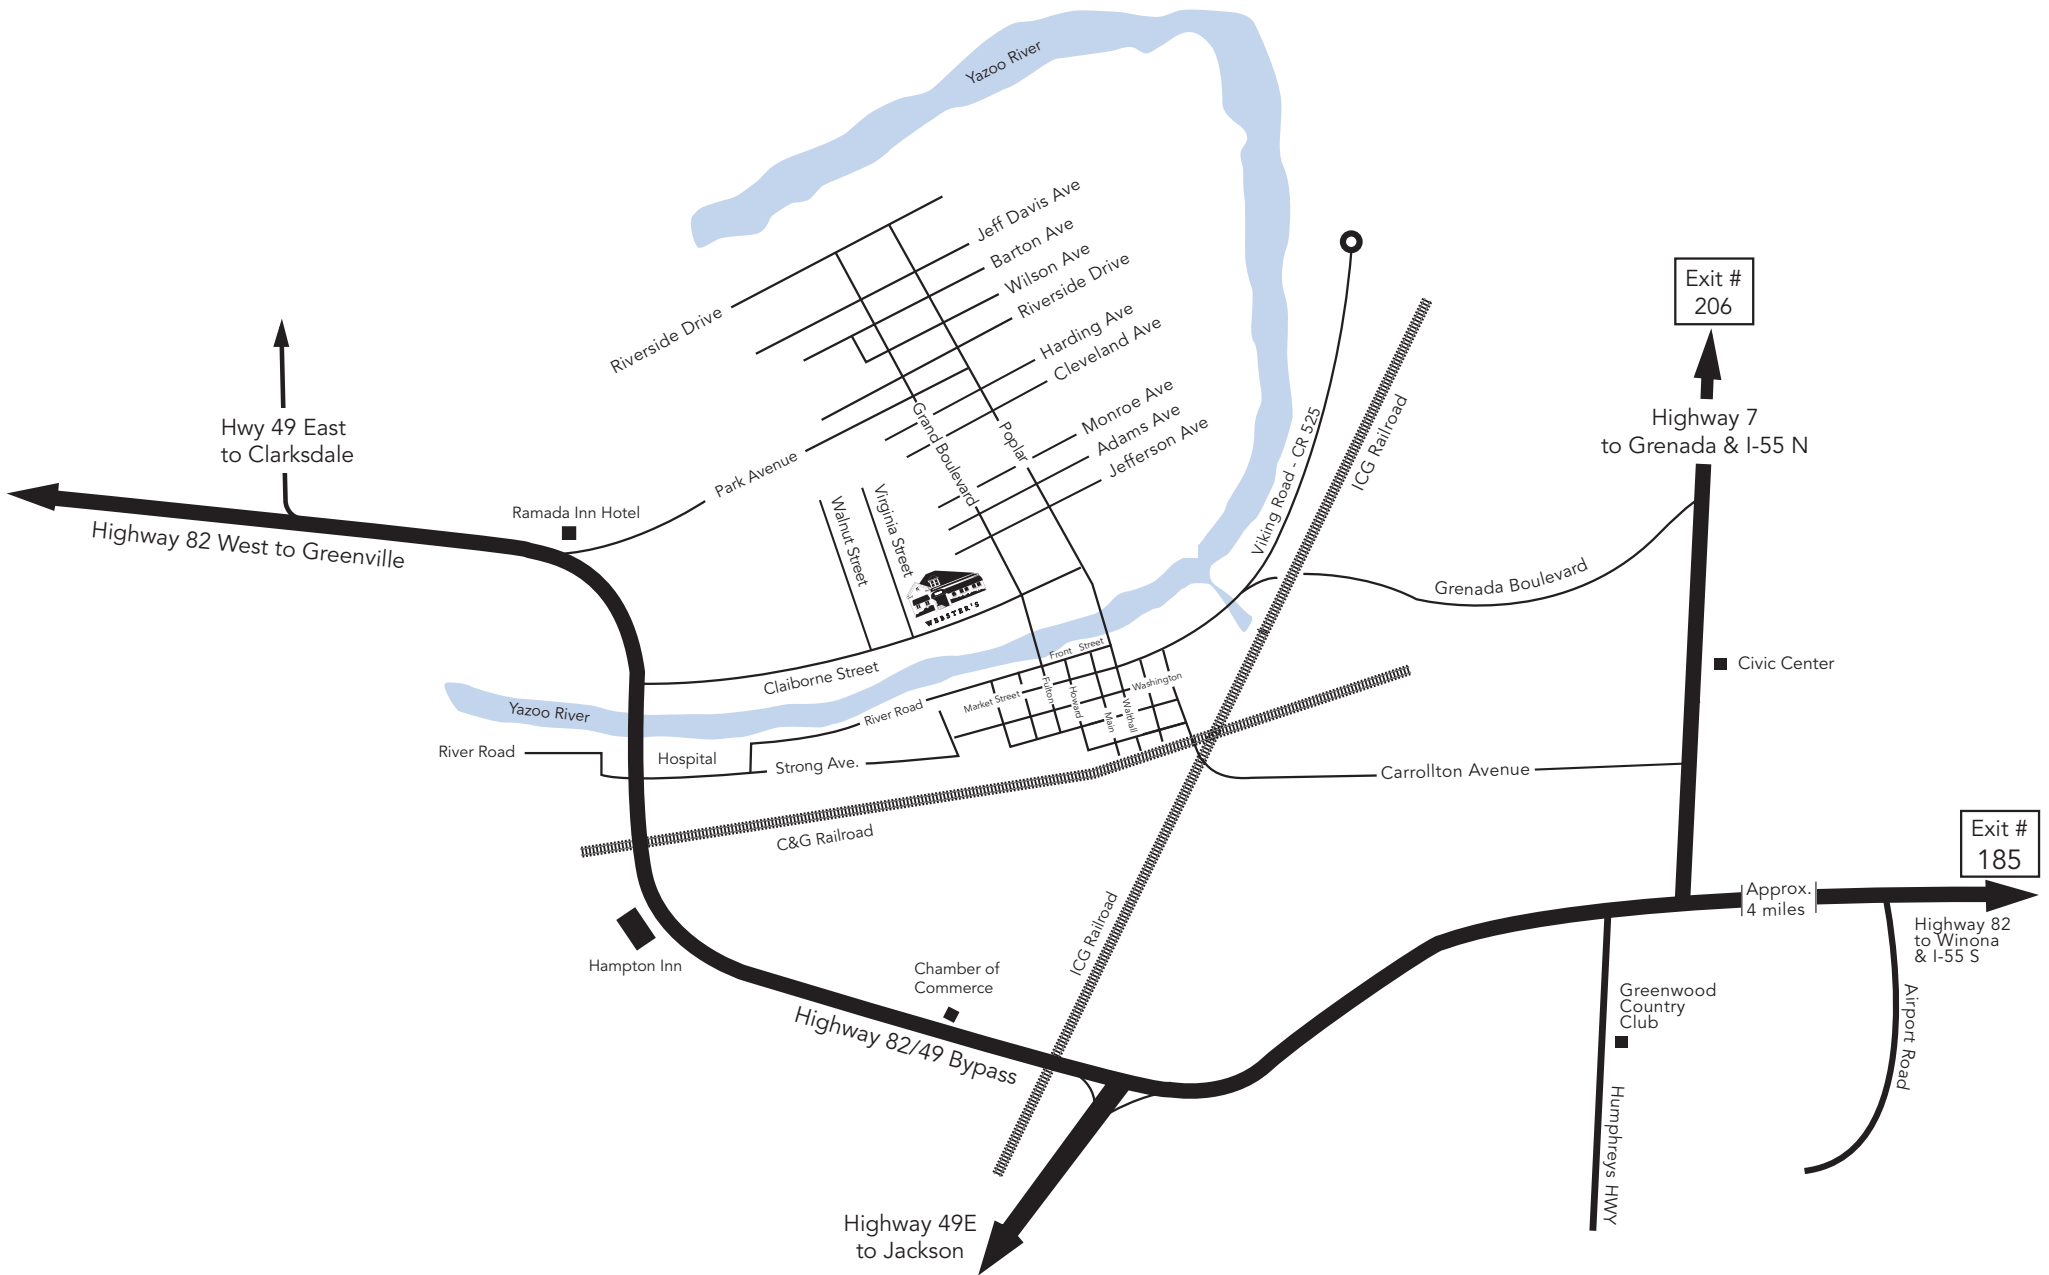 Yazoo River
Jeff Davis Ave
Barton Ave
Wilson Ave
Riverside Drive
Harding Ave
Cleveland Ave
Monroe Ave
Adams Ave
Jefferson Ave
Riverside Drive
Park Avenue
Grand Boulevard
Poplar
Walnut Street
Virginia Street
WEBSTER'S
Claiborne Street
Hwy 49 East
to Clarksdale
Highway 82 West to Greenville
Ramada Inn Hotel
Viking Road - CR 525
ICG Railroad
Exit #
206
Highway 7
to Grenada & I-55 N
Grenada Boulevard
Civic Center
Front Street
Market Street
Fulton
Howard
Main
Walthall
Washington
River Road
Yazoo River
River Road
Hospital
Strong Ave.
Carrollton Avenue
C&G Railroad
Exit #
185
Approx.
4 miles
Highway 82
to Winona
& I-55 S
Airport Road
Hampton Inn
Chamber of
Commerce
ICG Railroad
Highway 82/49 Bypass
Greenwood
Country
Club
Humphreys HWY
Highway 49E
to Jackson